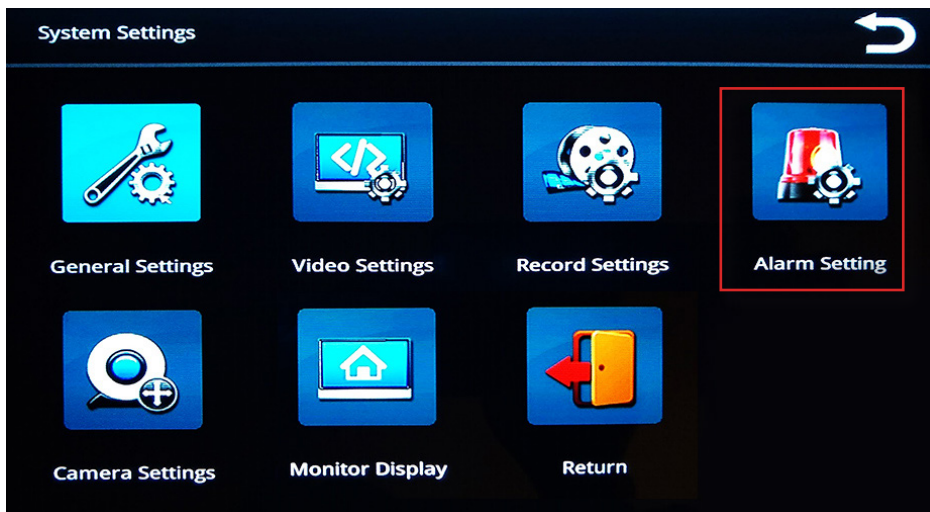 System Settings
General Settings
Video Settings
Record Settings
Alarm Setting
Camera Settings
Monitor Display
Return